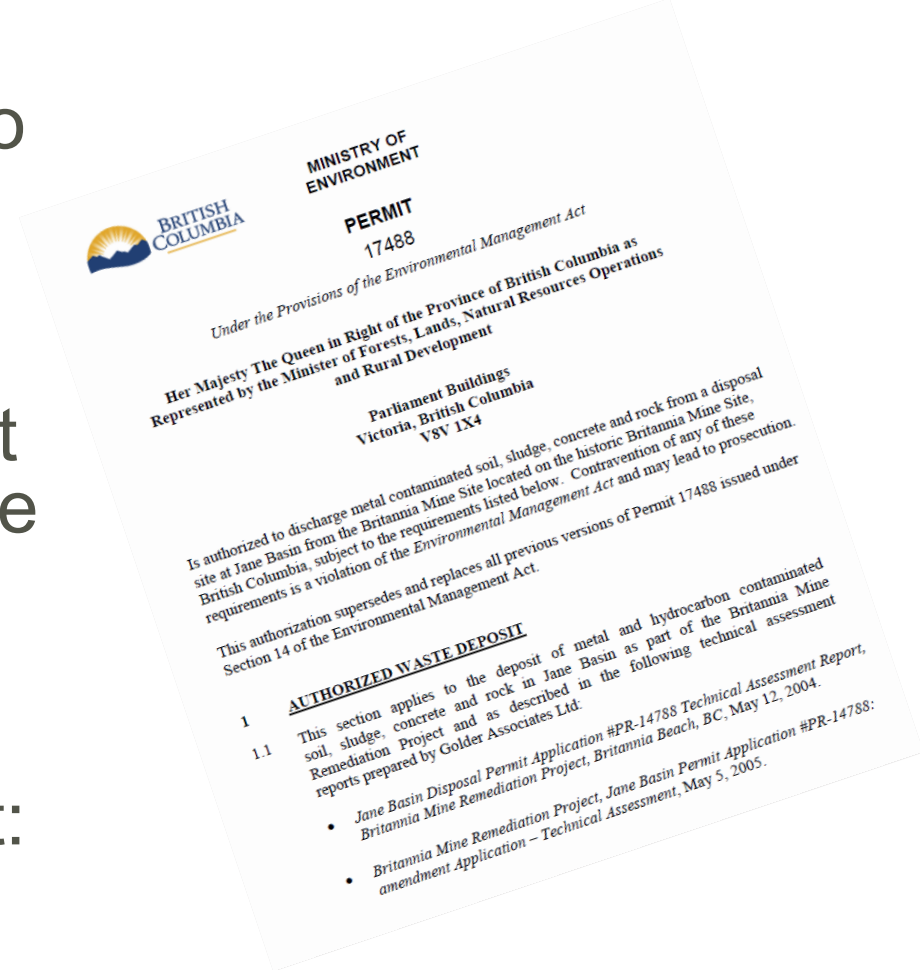 o
t
e
t:
BRITISH
COLUMBIA
MINISTRY OF
ENVIRONMENT
PERMIT
17488
Under the Provisions of the Environmental Management Act
Her Majesty The Queen in Right of the Province of British Columbia as
Represented by the Minister of Forests, Lands, Natural Resources Operations
and Rural Development
Parliament Buildings
Victoria, British Columbia
V8V 1X4
Is authorized to discharge metal contaminated soil, sludge, concrete and rock from a disposal
site at Jane Basin from the Britannia Mine Site located on the historic Britannia Mine Site,
British Columbia, subject to the requirements listed below. Contravention of any of these
requirements is a violation of the Environmental Management Act and may lead to prosecution.
This authorization supersedes and replaces all previous versions of Permit 17488 issued under
Section 14 of the Environmental Management Act.
1 AUTHORIZED WASTE DEPOSIT
1.1 This section applies to the deposit of metal and hydrocarbon contaminated
soil, sludge, concrete and rock in Jane Basin as part of the Britannia Mine
Remediation Project and as described in the following technical assessment
reports prepared by Golder Associates Ltd:
• Jane Basin Disposal Permit Application #PR-14788 Technical Assessment Report,
Britannia Mine Remediation Project, Britannia Beach, BC, May 12, 2004.
• Britannia Mine Remediation Project, Jane Basin Permit Application #PR-14788:
amendment Application – Technical Assessment, May 5, 2005.